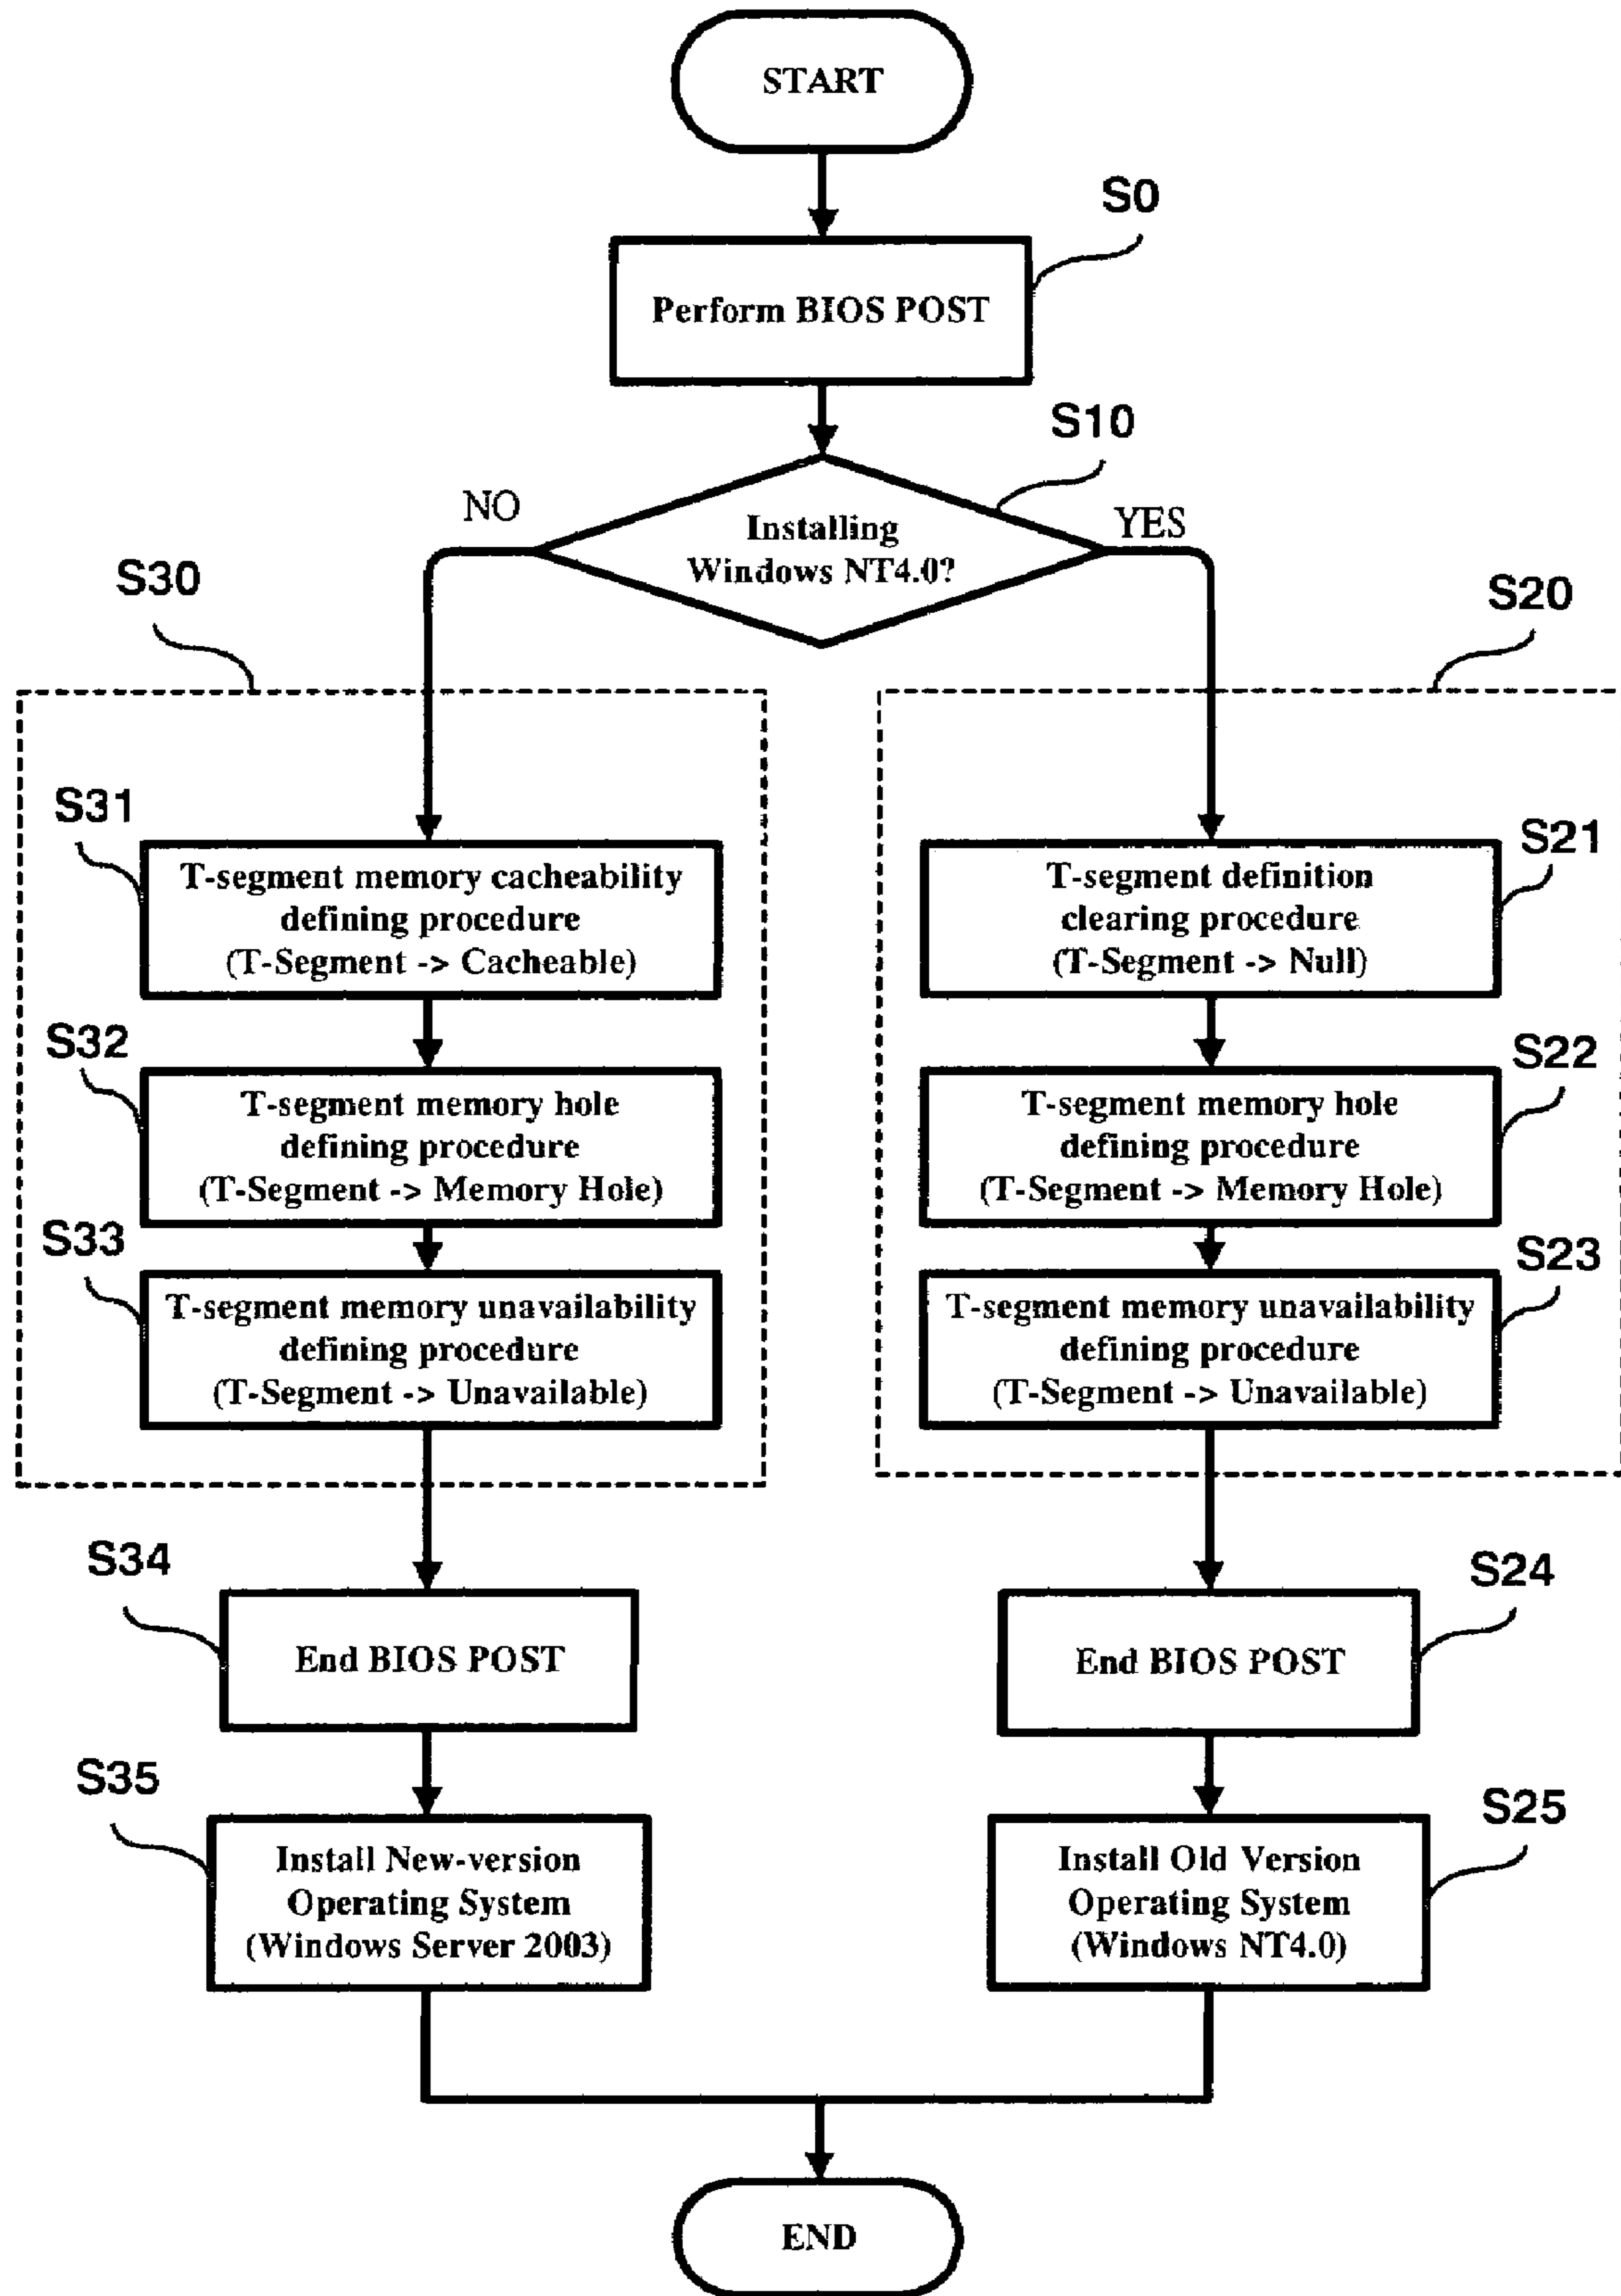 START
S0
Perform BIOS POST
S10
NO
YES
Installing
Windows NT4.0?
S30
S20
S31
T-segment memory cacheability
defining procedure
(T-Segment -> Cacheable)
S21
T-segment definition
clearing procedure
(T-Segment -> Null)
S32
T-segment memory hole
defining procedure
(T-Segment -> Memory Hole)
S22
T-segment memory hole
defining procedure
(T-Segment -> Memory Hole)
S33
T-segment memory unavailability
defining procedure
(T-Segment -> Unavailable)
S23
T-segment memory unavailability
defining procedure
(T-Segment -> Unavailable)
S34
End BIOS POST
S24
End BIOS POST
S35
Install New-version
Operating System
(Windows Server 2003)
S25
Install Old Version
Operating System
(Windows NT4.0)
END